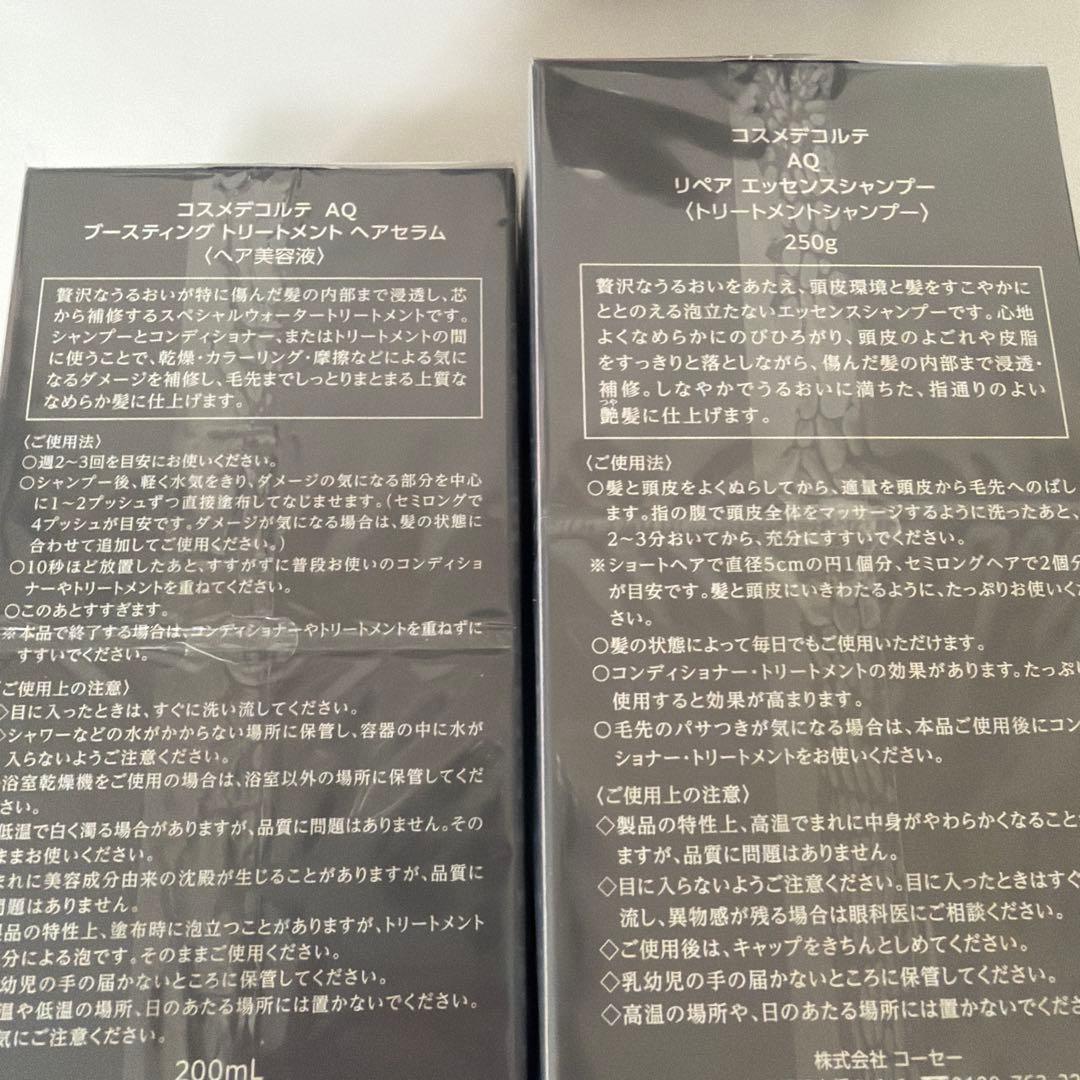 コスメデコルテ AQ
ブースティング トリートメント ヘアセラム
〈ヘア美容液〉
贅沢なうるおいが特に傷んだ髪の内部まで浸透し、芯
から補修するスペシャルウォータートリートメントです。
シャンプーとコンディショナー、またはトリートメントの間
に使うことで、乾燥・カラーリング・摩擦などによる気に
なるダメージを補修し、毛先までしっとりまとまる上質な
なめらか髪に仕上げます。
〈ご使用法〉
○週2〜3回を目安にお使いください。
○シャンプー後、軽く水気をきり、ダメージの気になる部分を中心
に1〜2プッシュずつ直接塗布してなじませます。(セミロングで
4プッシュが目安です。ダメージが気になる場合は、髪の状態に
合わせて追加してご使用ください。)
○10秒ほど放置したあと、すすがずに普段お使いのコンディショ
ナーやトリートメントを重ねてください。
○このあとすすぎます。
※本品で終了する場合は、コンディショナーやトリートメントを重ねずに
すすいでください。
ご使用上の注意〉
◇目に入ったときは、すぐに洗い流してください。
◇シャワーなどの水がかからない場所に保管し、容器の中に水が
入らないようご注意ください。
浴室乾燥機をご使用の場合は、浴室以外の場所に保管してくだ
さい。
低温で白く濁る場合がありますが、品質に問題はありません。その
ままお使いください。
まれに美容成分由来の沈殿が生じることがありますが、品質に
問題はありません。
製品の特性上、塗布時に泡立つことがありますが、トリートメント
分による泡です。そのままご使用ください。
幼児の手の届かないところに保管してください。
温や低温の場所、日のあたる場所には置かないでください。
気にご注意ください。
200mL
コスメデコルテ
AQ
リペア エッセンスシャンプー
〈トリートメントシャンプー〉
250g
贅沢なうるおいをあたえ、頭皮環境と髪をすこやかに
ととのえる泡立たないエッセンスシャンプーです。心地
よくなめらかにのびひろがり、頭皮のよごれや皮脂
をすっきりと落としながら、傷んだ髪の内部まで浸透・
補修。しなやかでうるおいに満ちた、指通りのよい
つや
艶髪に仕上げます。
〈ご使用法〉
○髪と頭皮をよくぬらしてから、適量を頭皮から毛先へのばし
ます。指の腹で頭皮全体をマッサージするように洗ったあと、
2〜3分おいてから、充分にすすいでください。
※ショートヘアで直径5cmの円1個分、セミロングヘアで2個分
が目安です。髪と頭皮にいきわたるように、たっぷりお使いくだ
さい。
○髪の状態によって毎日でもご使用いただけます。
○コンディショナー・トリートメントの効果があります。たっぷり
使用すると効果が高まります。
○毛先のパサつきが気になる場合は、本品ご使用後にコン
ショナー・トリートメントをお使いください。
〈ご使用上の注意〉
◇製品の特性上、高温でまれに中身がやわらかくなること
ますが、品質に問題はありません。
◇目に入らないようご注意ください。目に入ったときはすぐ
流し、異物感が残る場合は眼科医にご相談ください。
◇ご使用後は、キャップをきちんとしめてください。
◇乳幼児の手の届かないところに保管してください。
◇高温の場所や、日のあたる場所には置かないでくださ
株式会社 コーセー